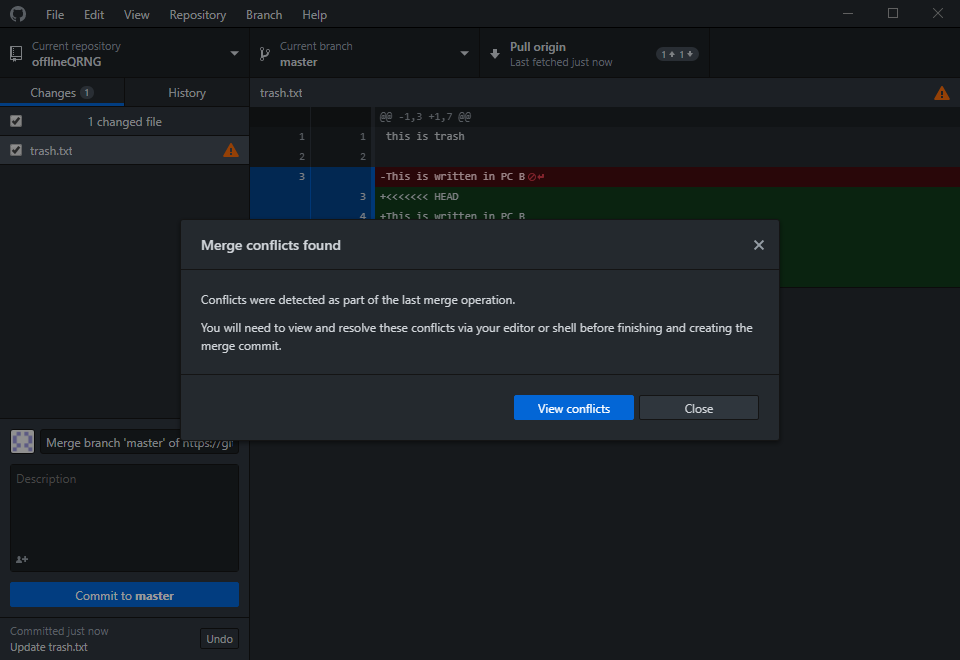 File Edit View Repository Branch Help
Current repository
offlineQRNG
Current branch
master
Pull origin
Last fetched just now
1 1
Changes 1
History
trash.txt
1 changed file
trash.txt
@@ -1,3 +1,7 @@
1 1 this is trash
2 2
3 -This is written in PC B
3 +<<<<<<< HEAD
4 +This is written in PC B
Merge conflicts found
Conflicts were detected as part of the last merge operation.
You will need to view and resolve these conflicts via your editor or shell before finishing and creating the
merge commit.
View conflicts
Close
Merge branch 'master' of https://gi
Description
Commit to master
Committed just now
Update trash.txt
Undo